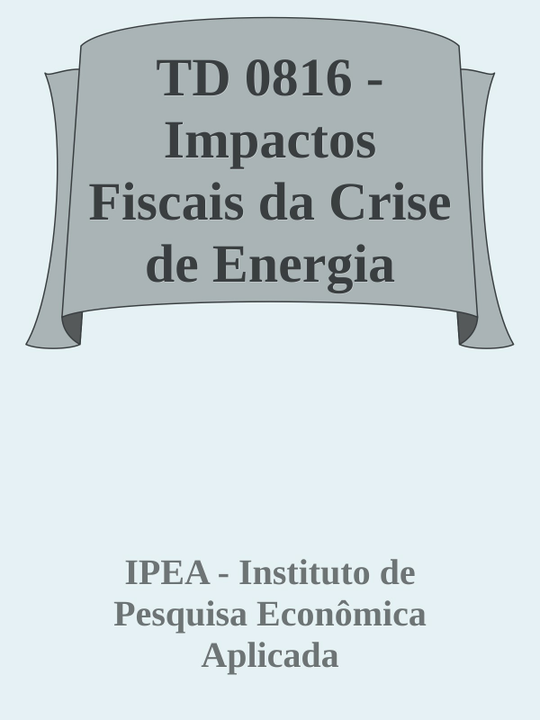 TD 0816 -
Impactos
Fiscais da Crise
de Energia
IPEA - Instituto de
Pesquisa Econômica
Aplicada